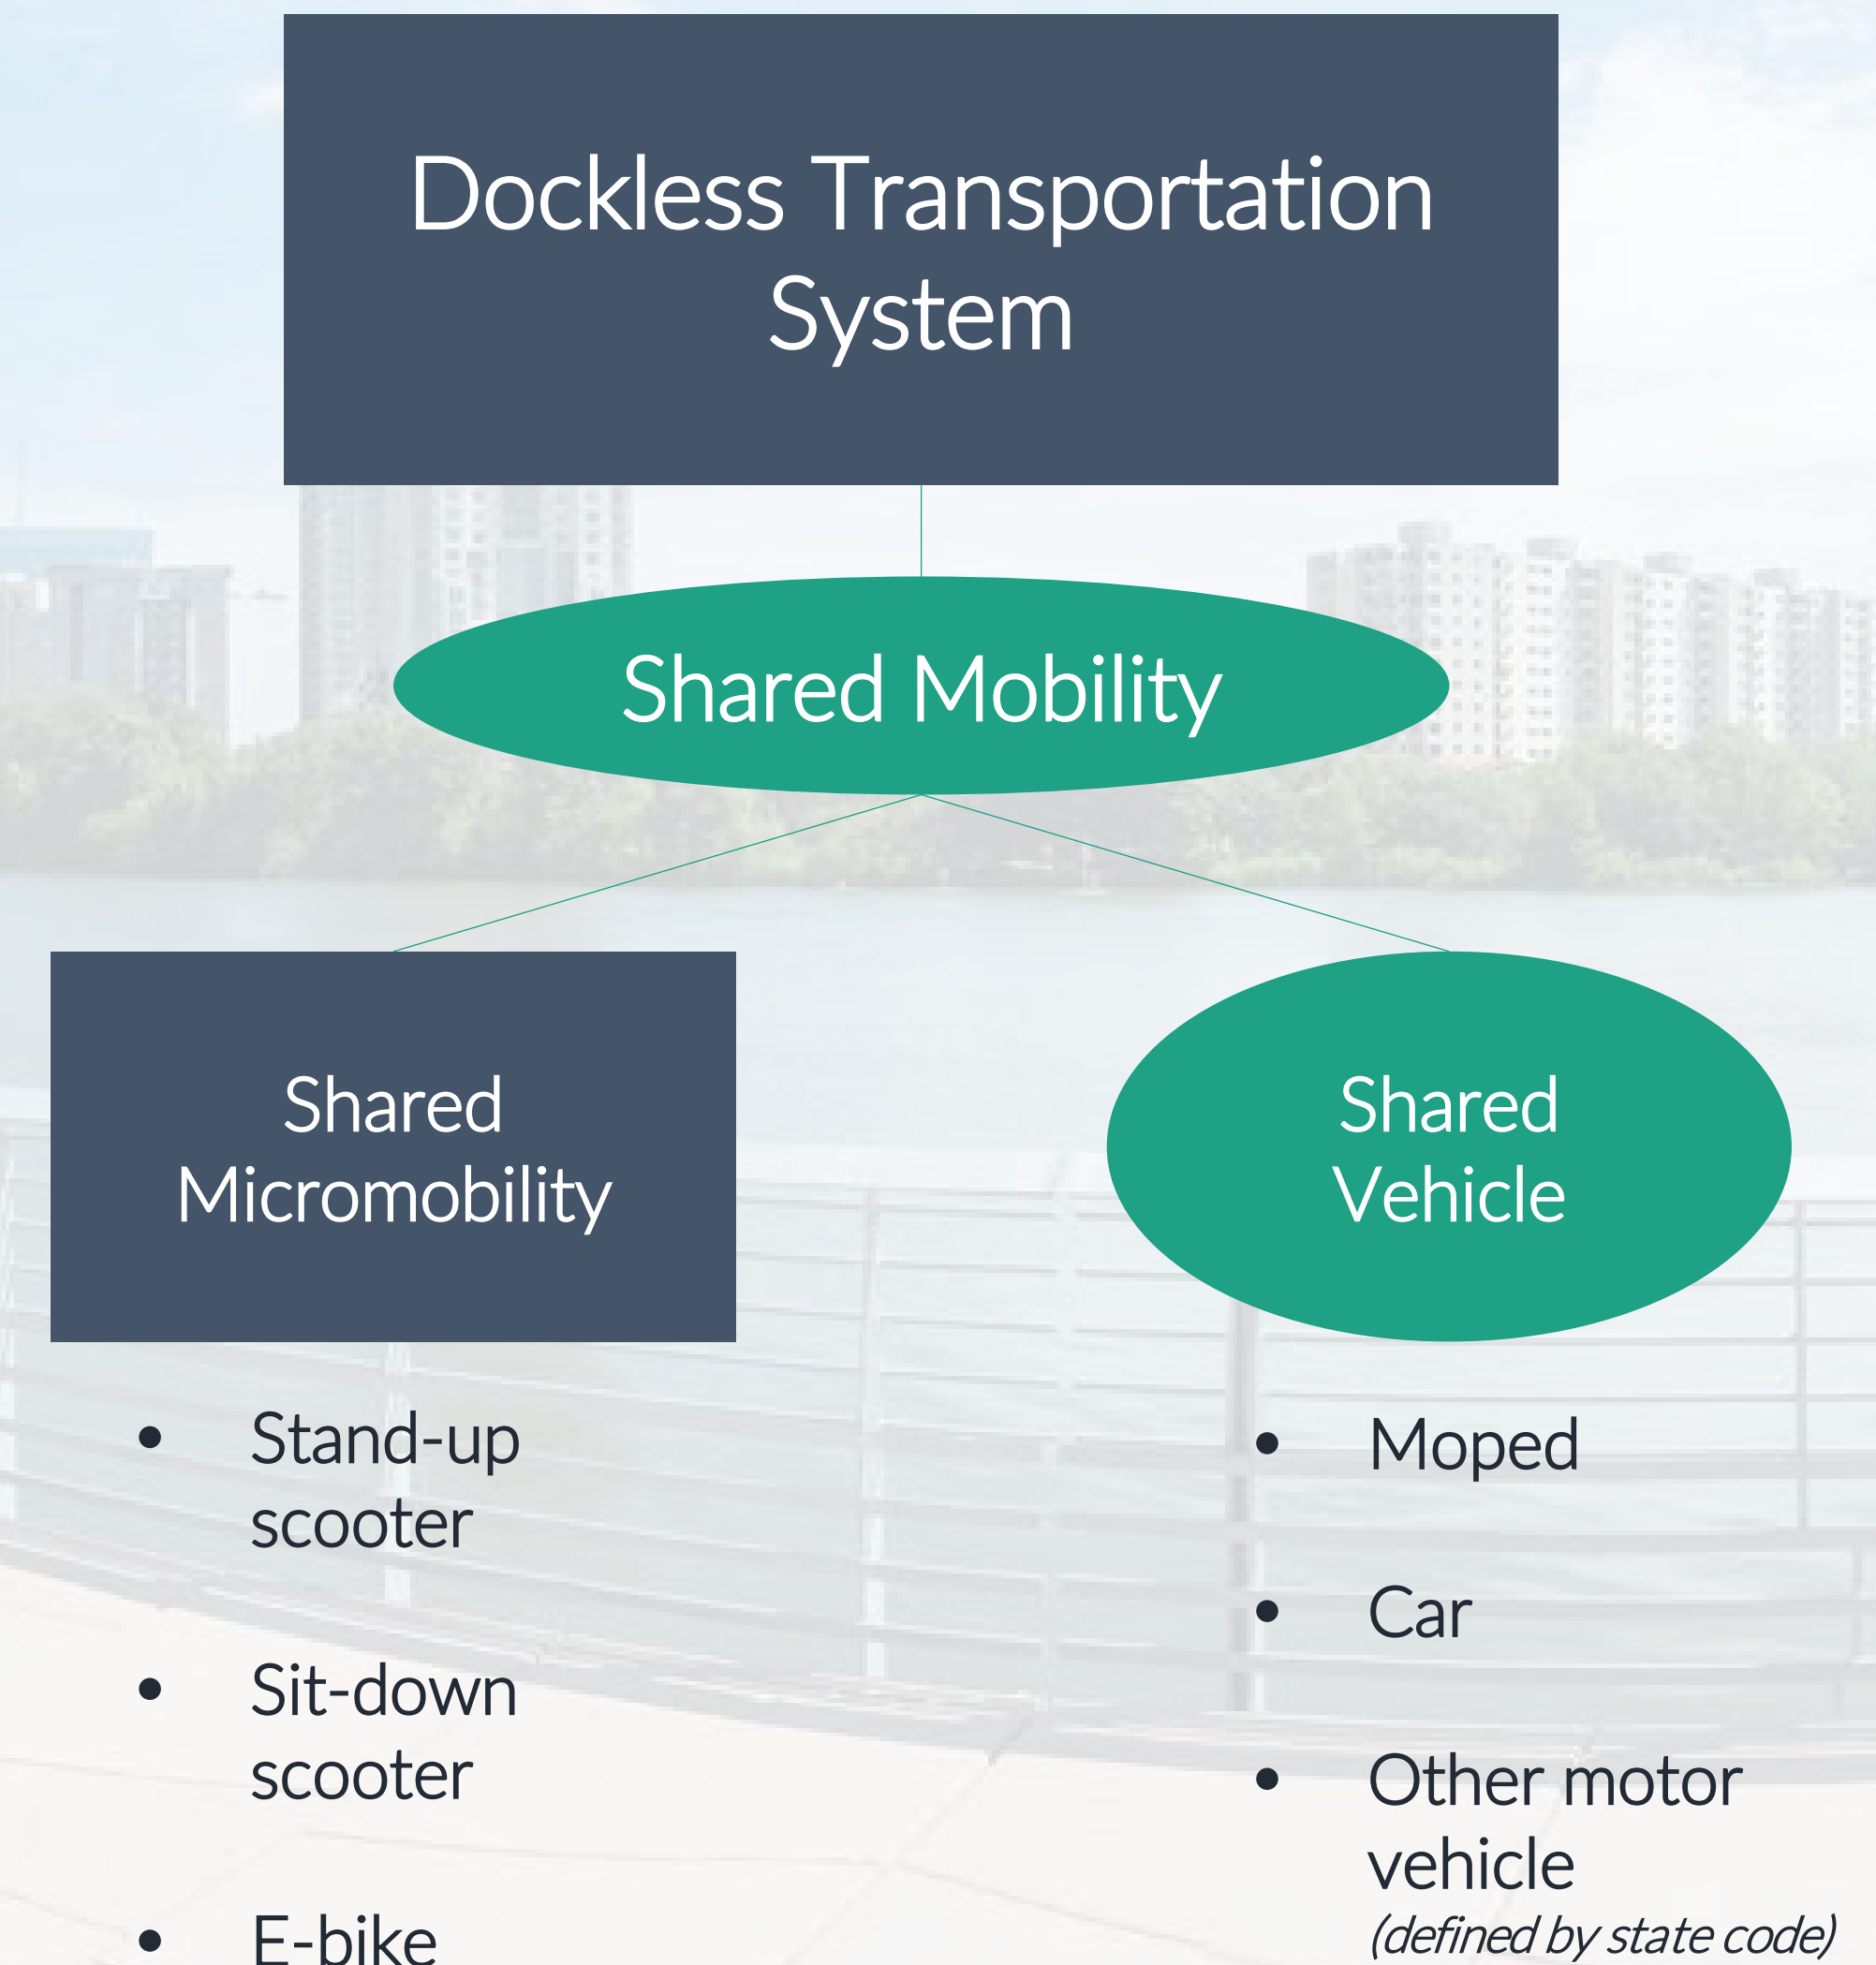 Dockless Transportation
System
Shared Mobility
Shared
Micromobility
Shared
Vehicle
• Stand-up
scooter
• Sit-down
scooter
• E-bike
• Moped
• Car
• Other motor
vehicle
(defined by state code)